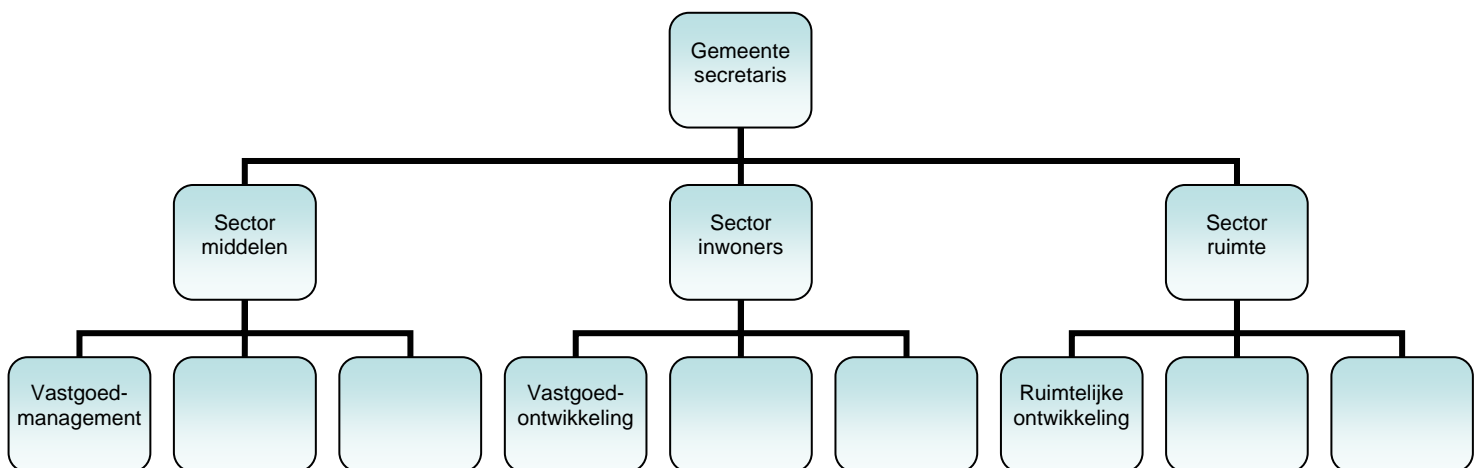 Gemeente
secretaris
Sector
middelen
Sector
inwoners
Sector
ruimte
Vastgoed-
management
Vastgoed-
ontwikkeling
Ruimtelijke
ontwikkeling